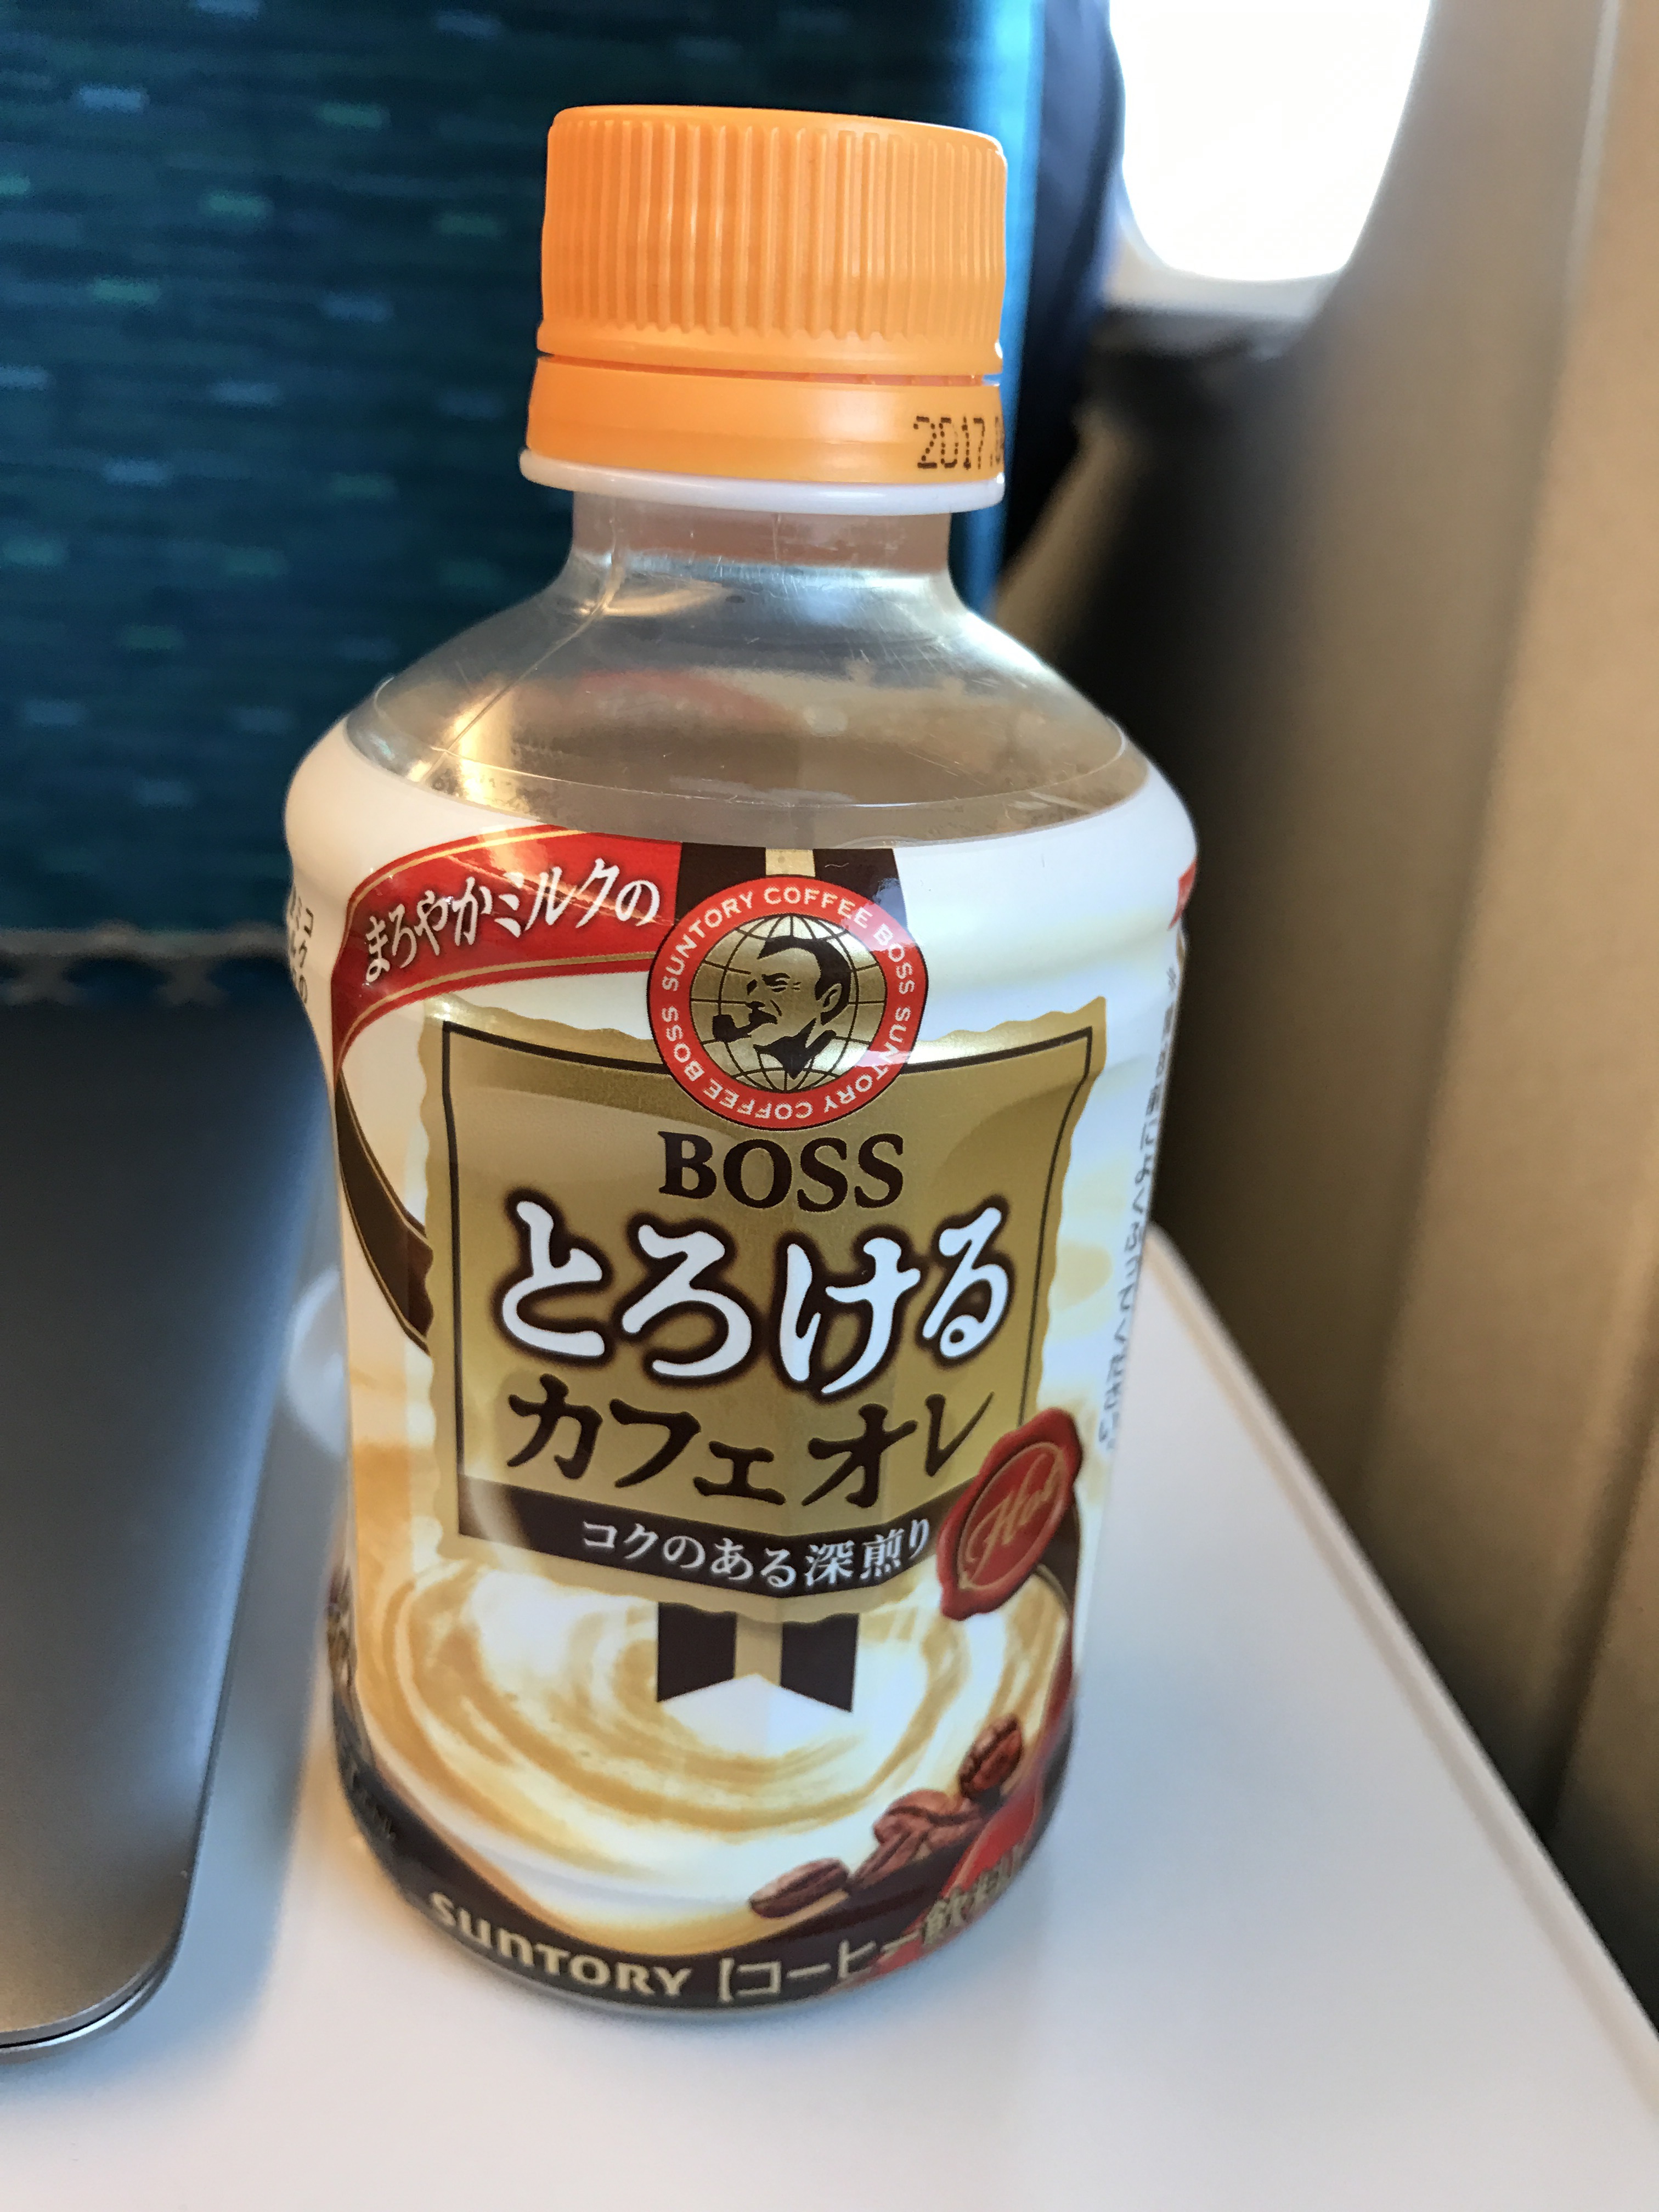 2017.0
まろやかミルクの
SUNTORY COFFEE BOSS SUNTORY COFFEE BOSS
BOSS
とろける
カフェオレ
コクのある深煎り
Hot
SUNTORY 【コーヒー飲料